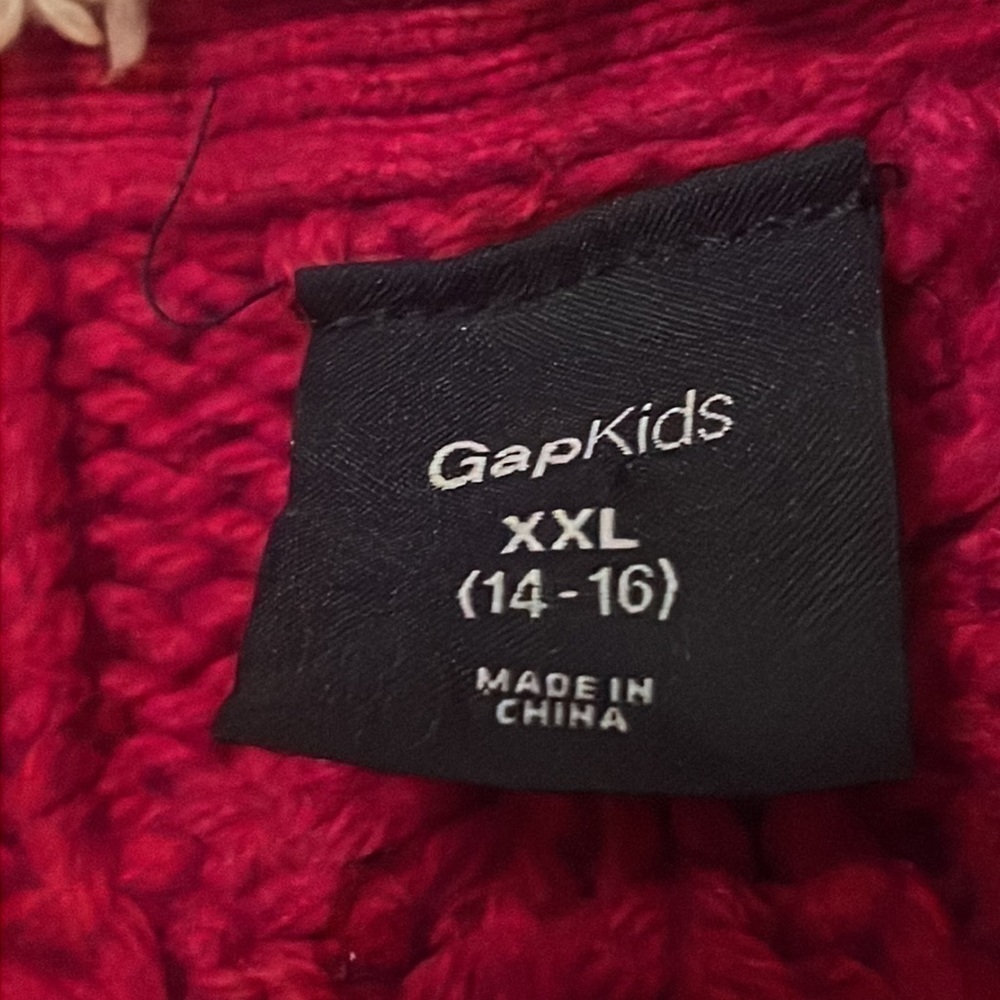 GapKids
XXL
(14-16)
MADE IN
CHINA